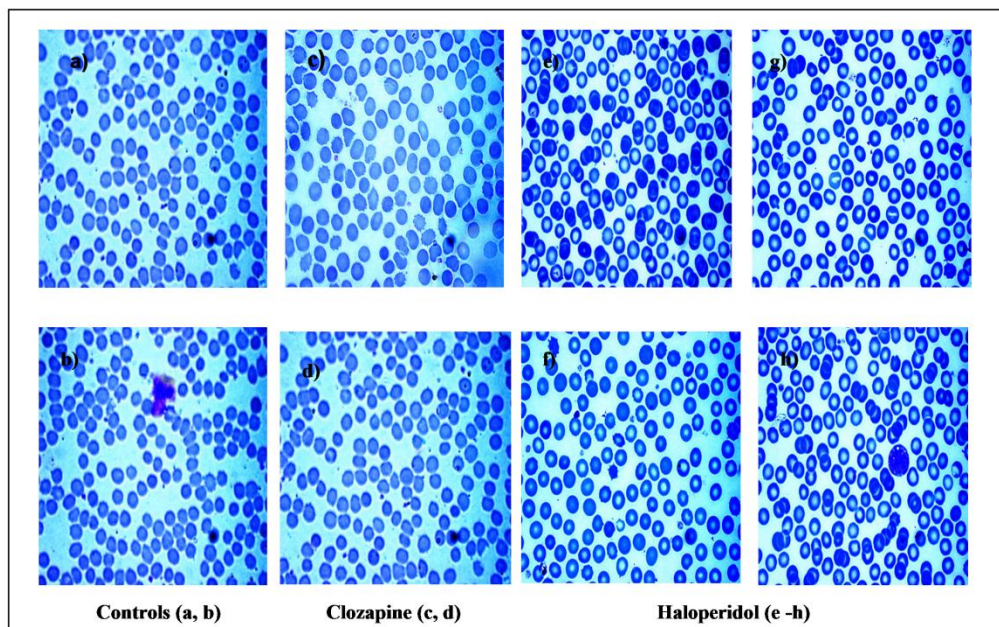 a)
c)
e)
g)
b)
d)
f)
h)
Controls (a, b)
Clozapine (c, d)
Haloperidol (e -h)